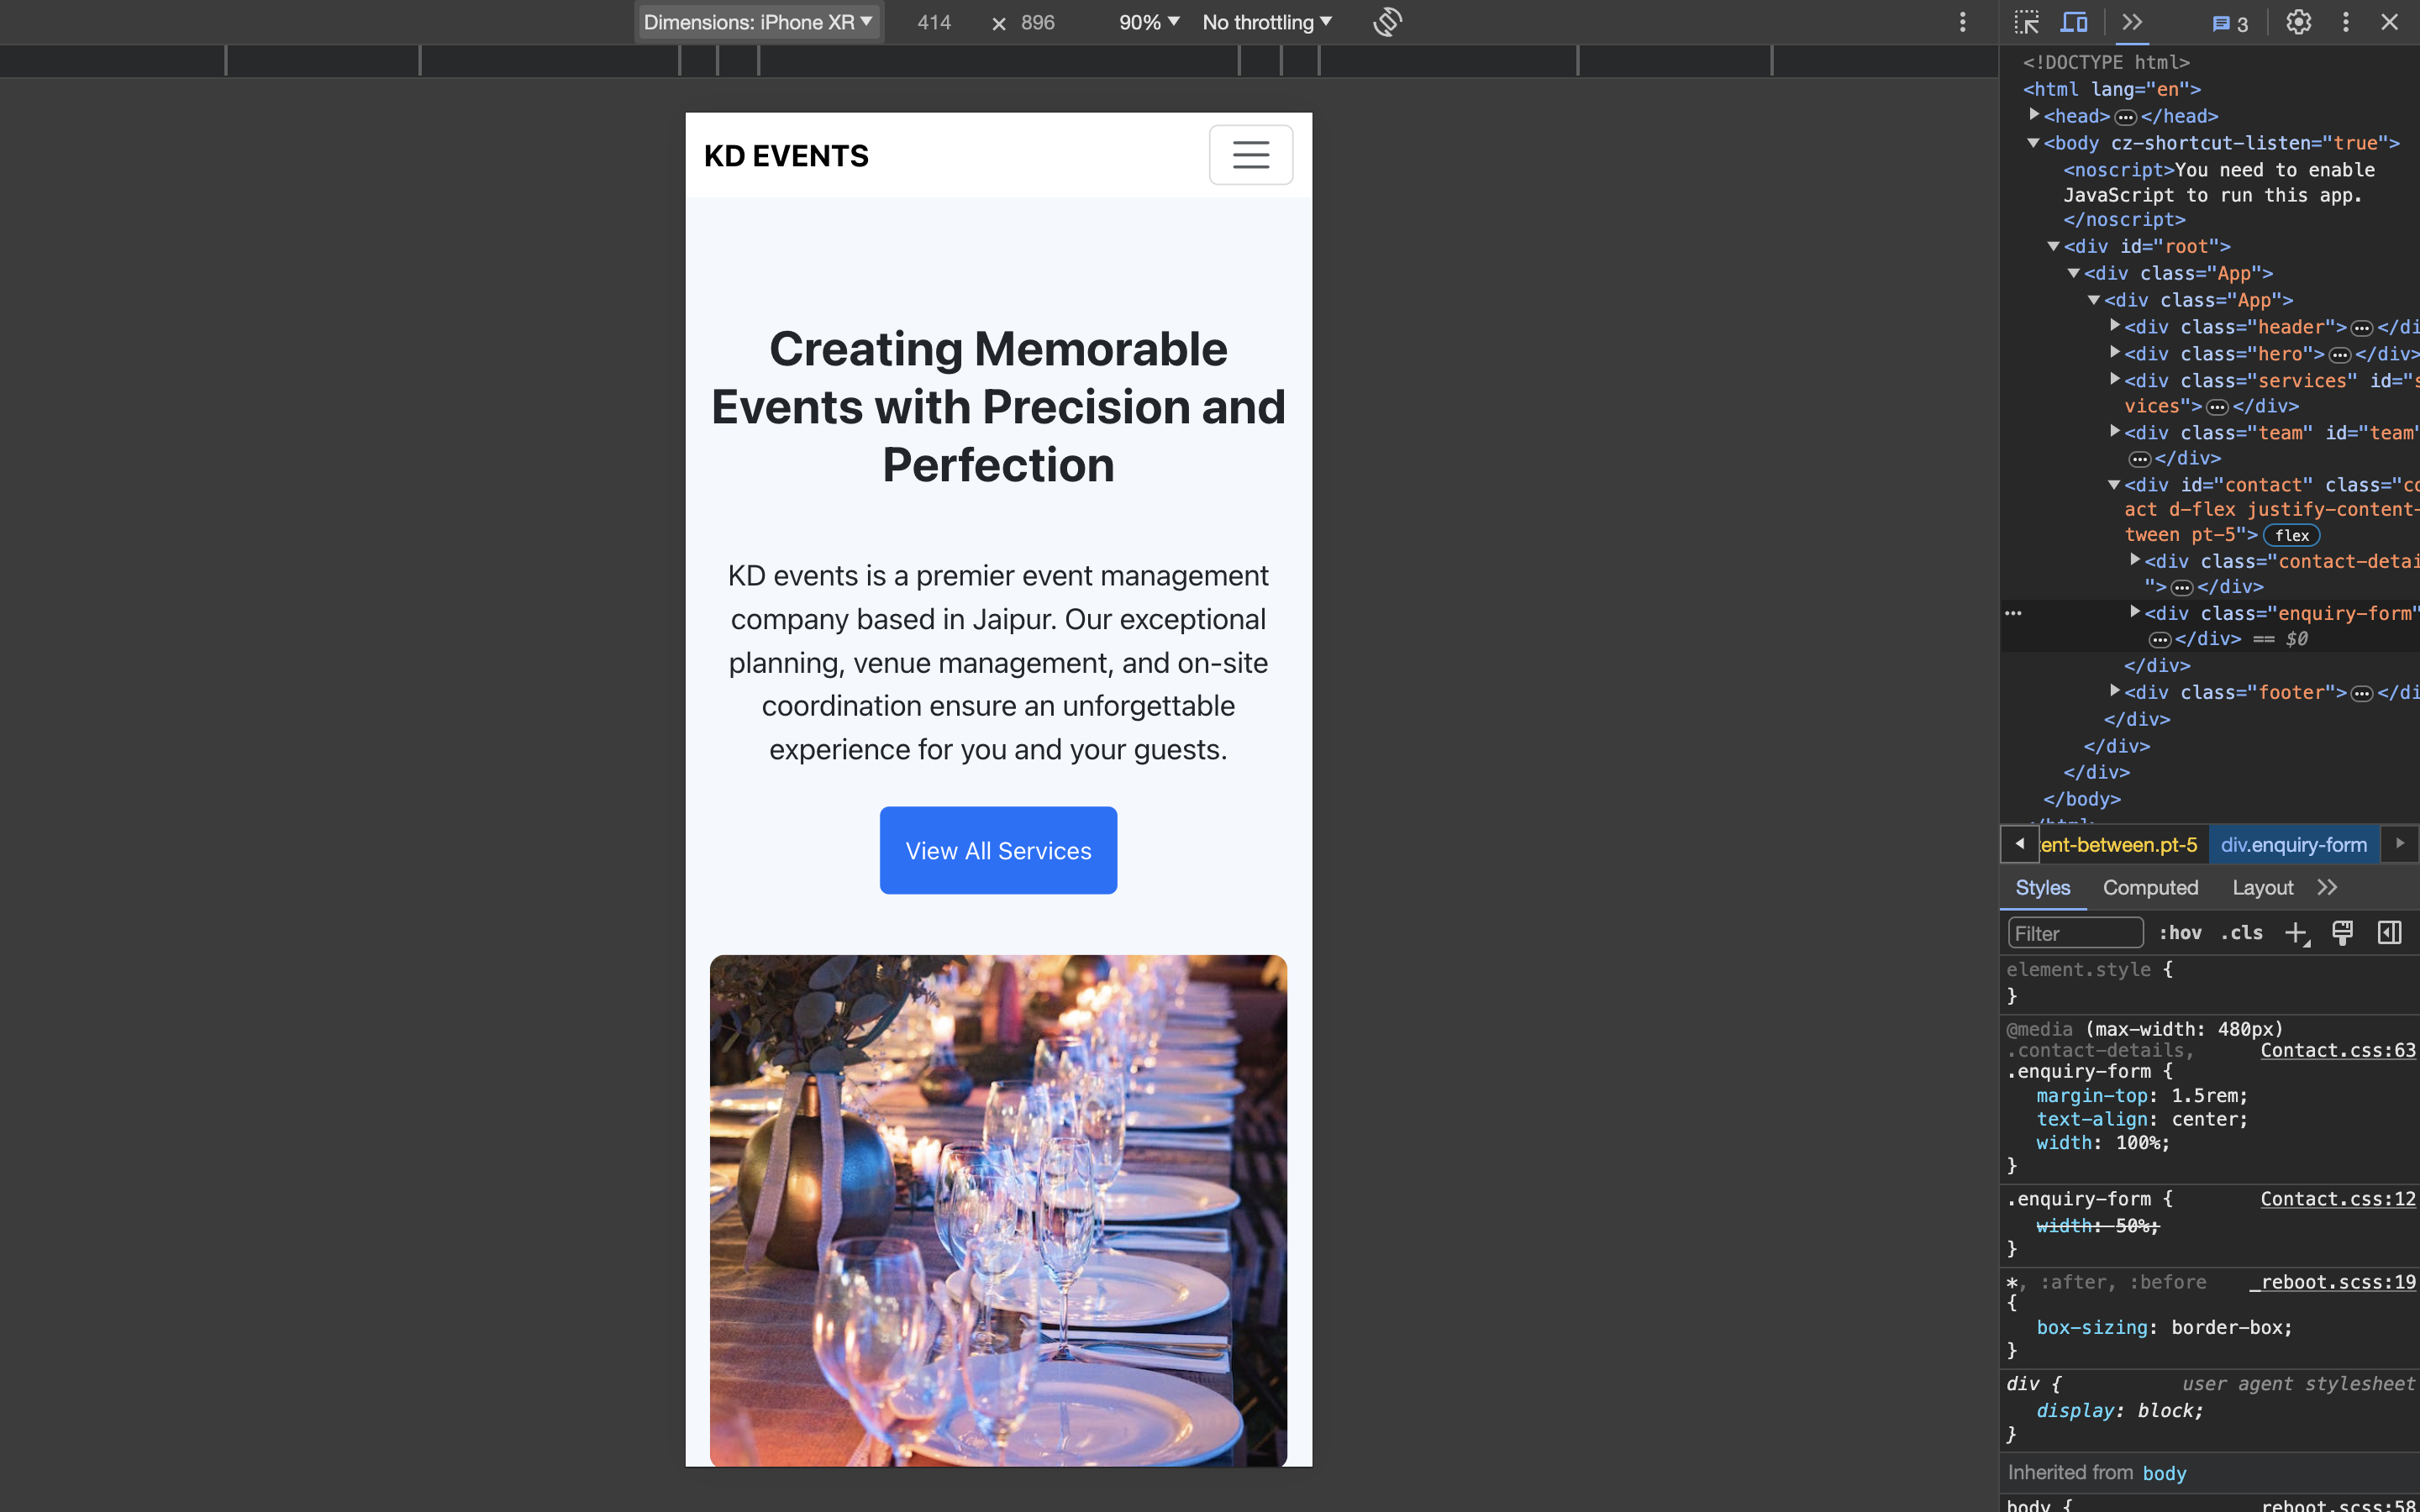 Dimensions: iPhone XR ▼ 414 × 896 90% ▼ No throttling ▼
3
KD EVENTS
Creating Memorable
Events with Precision and
Perfection
KD events is a premier event management
company based in Jaipur. Our exceptional
planning, venue management, and on-site
coordination ensure an unforgettable
experience for you and your guests.
View All Services
<!DOCTYPE html>
<html lang="en">
<head>…</head>
<body cz-shortcut-listen="true">
<noscript>You need to enable
JavaScript to run this app.
</noscript>
<div id="root">
<div class="App">
<div class="App">
<div class="header">…</di
<div class="hero">…</div>
<div class="services" id="s
vices">…</div>
<div class="team" id="team"
…</div>
<div id="contact" class="co
act d-flex justify-content-
tween pt-5"> flex
<div class="contact-detai
">…</div>
<div class="enquiry-form"
…</div> == $0
</div>
<div class="footer">…</di
</div>
</div>
</div>
</body>
ent-between.pt-5 div.enquiry-form
Styles Computed Layout
Filter :hov .cls
element.style {
}
@media (max-width: 480px)
.contact-details, Contact.css:63
.enquiry-form {
margin-top: 1.5rem;
text-align: center;
width: 100%;
}
.enquiry-form { Contact.css:12
width: 50%;
}
*, :after, :before _reboot.scss:19
{
box-sizing: border-box;
}
div { user agent stylesheet
display: block;
}
Inherited from body
body { reboot.scss:58